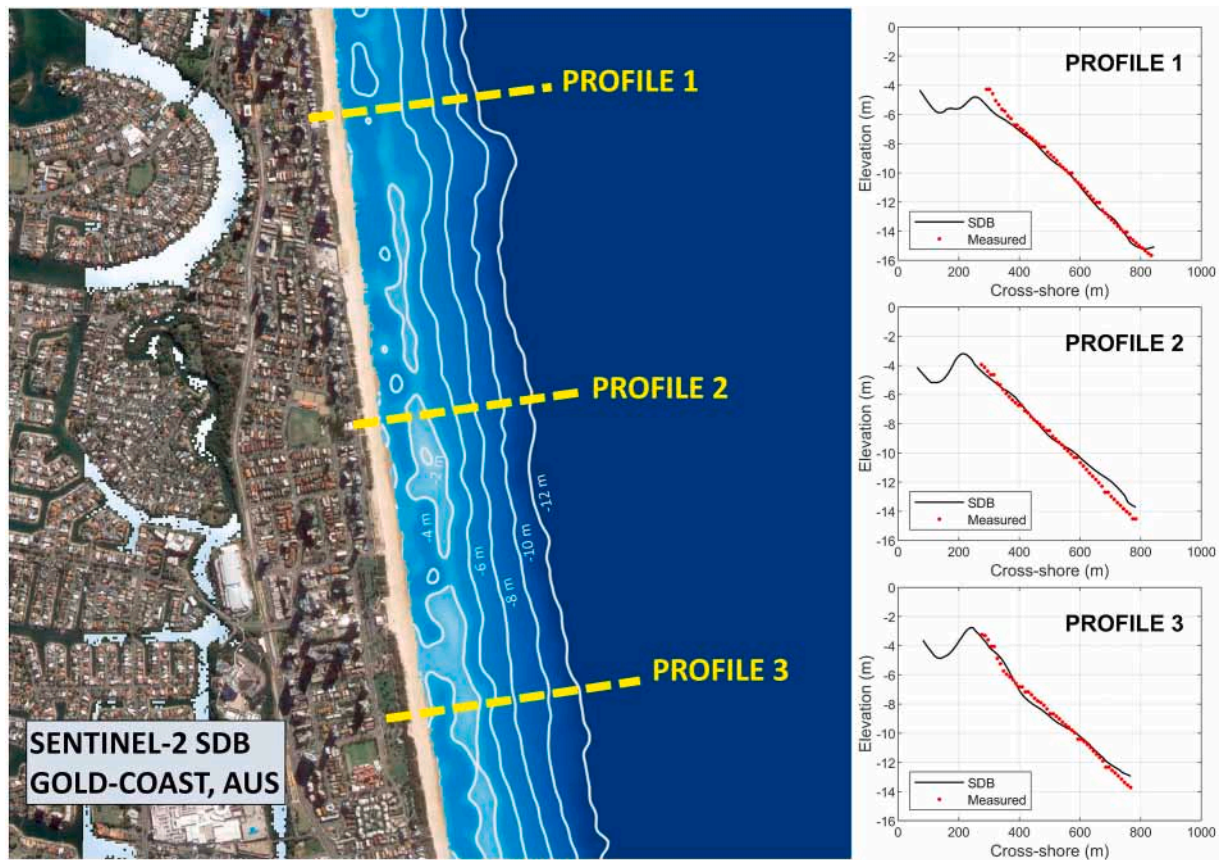 PROFILE 1
PROFILE 2
-2 m
-4 m
-6 m
-8 m
-10 m
-12 m
PROFILE 3
SENTINEL-2 SDB
GOLD-COAST, AUS
PROFILE 1
0
-2
-4
-6
-8
-10
-12
-14
-16
Elevation (m)
SDB
Measured
0 200 400 600 800 1000
Cross-shore (m)
PROFILE 2
0
-2
-4
-6
-8
-10
-12
-14
-16
Elevation (m)
SDB
Measured
0 200 400 600 800 1000
Cross-shore (m)
PROFILE 3
0
-2
-4
-6
-8
-10
-12
-14
-16
Elevation (m)
SDB
Measured
0 200 400 600 800 1000
Cross-shore (m)